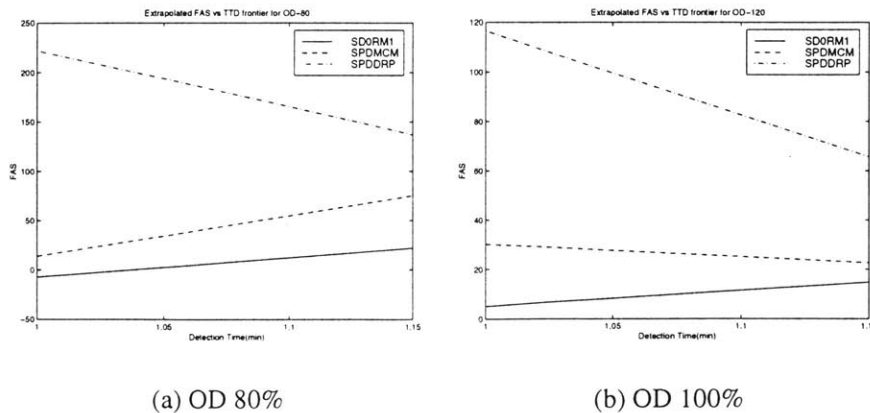 Extrapolated FAS vs TTD frontier for OD-80
SD0RM1
SPDMCM
SPDDRP
250
200
150
100
50
0
-50
FAS
1
1.05
1.1
1.15
Detection Time(min)
(a) OD 80%
Extrapolated FAS vs TTD frontier for OD-120
SD0RM1
SPDMCM
SPDDRP
120
100
80
60
40
20
0
FAS
1
1.05
1.1
1.1
Detection Time(min)
(b) OD 100%